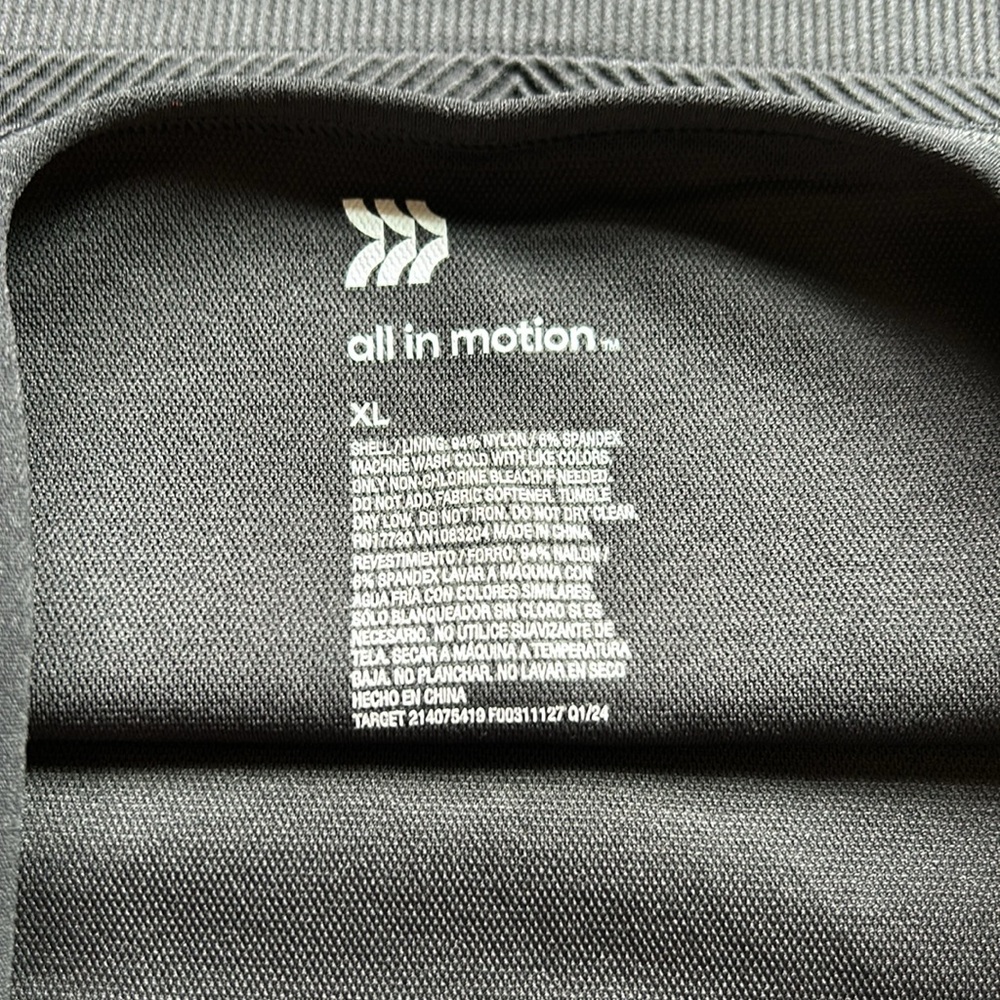 all in motion™
XL
SHELL / LINING: 94% NYLON / 6% SPANDEX
MACHINE WASH COLD WITH LIKE COLORS
ONLY NON-CHLORINE BLEACH IF NEEDED.
DO NOT ADD FABRIC SOFTENER. TUMBLE
DRY LOW. DO NOT IRON. DO NOT DRY CLEAN.
RN17730 VN1083204 MADE IN CHINA
REVESTIMIENTO / FORRO: 94% NAILON /
6% SPANDEX LAVAR A MÁQUINA CON
AGUA FRÍA CON COLORES SIMILARES.
SOLO BLANQUEADOR SIN CLORO SI ES
NECESARIO. NO UTILICE SUAVIZANTE DE
TELA. SECAR A MÁQUINA A TEMPERATURA
BAJA. NO PLANCHAR. NO LAVAR EN SECO
HECHO EN CHINA
TARGET 214075419 F00311127 Q1/24